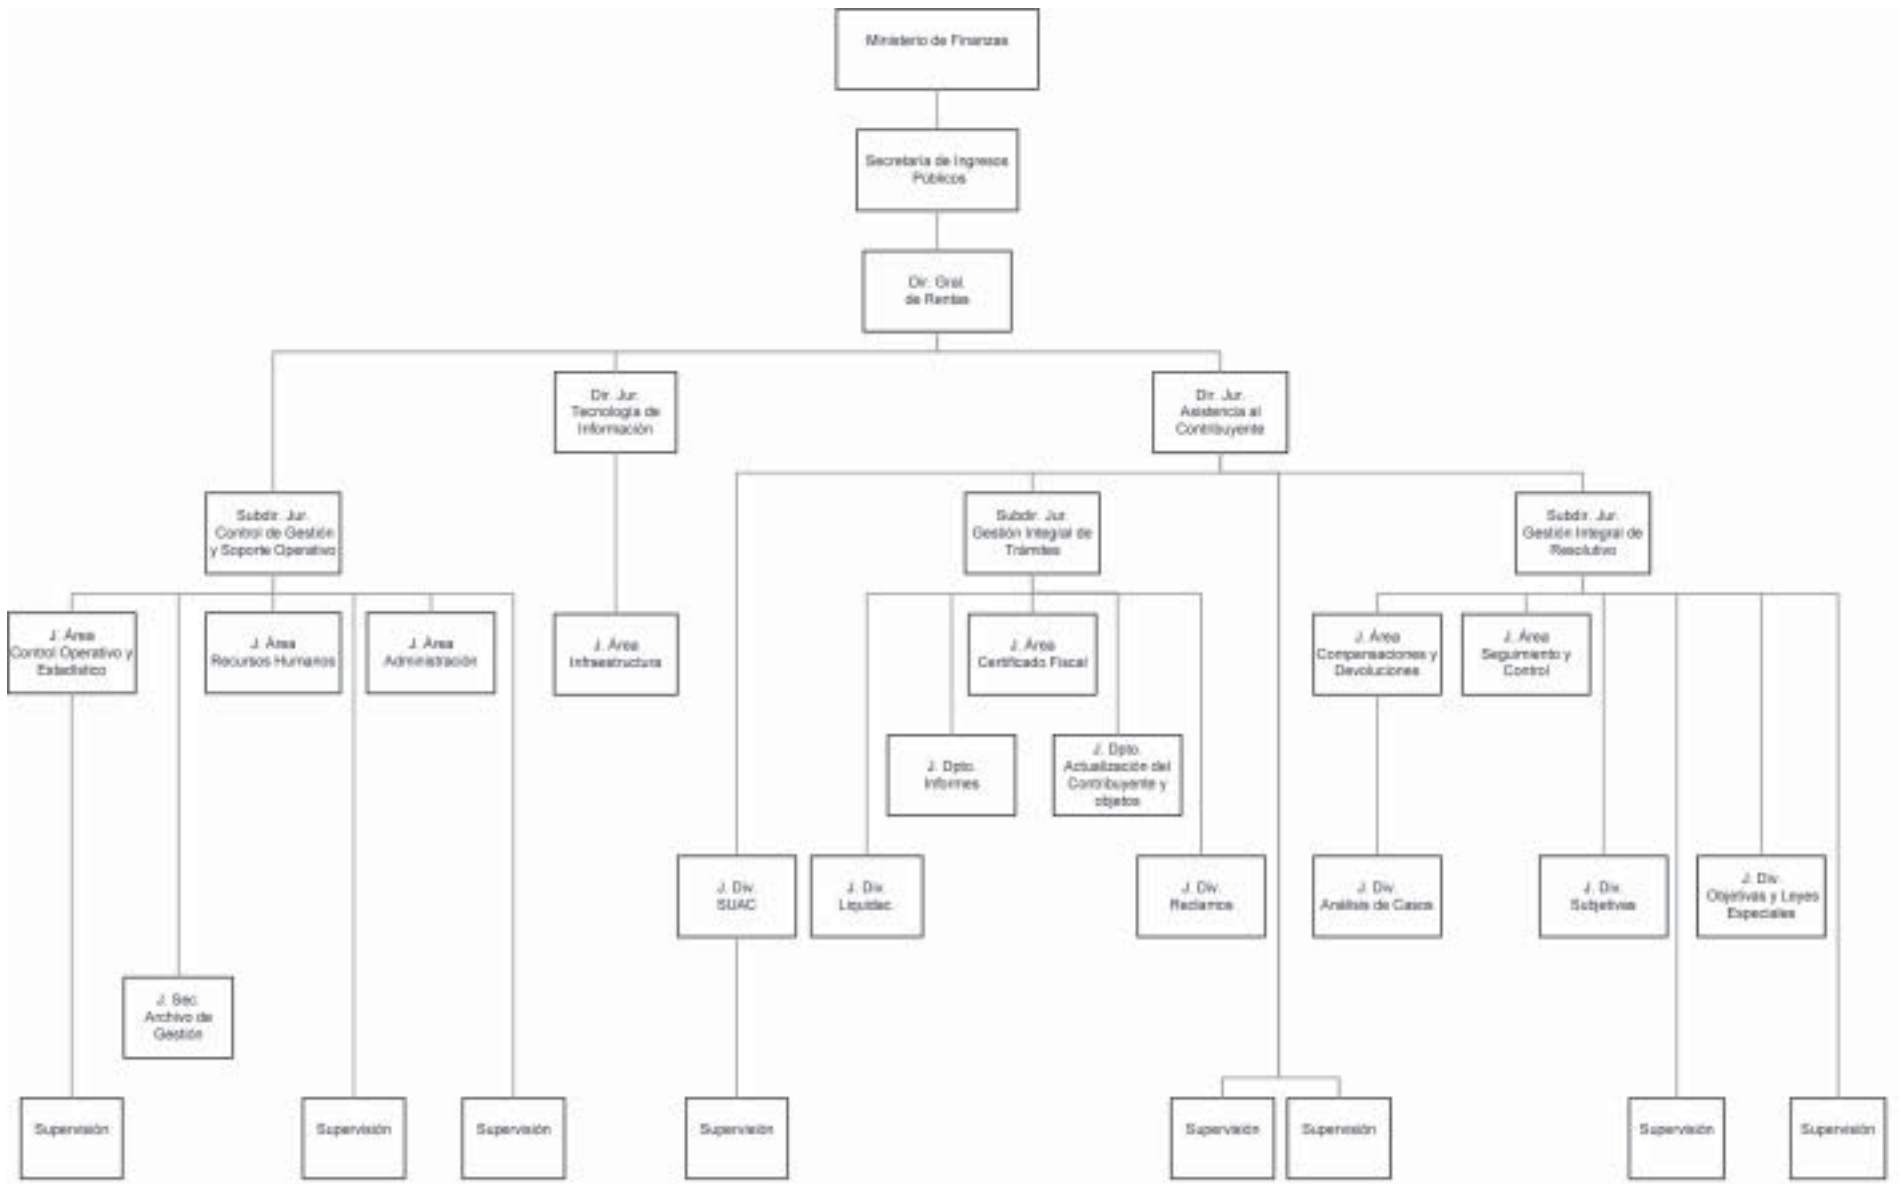 Ministerio de Finanzas
Secretaría de Ingresos
Públicos
Dir. Gral.
de Rentas
Dir. Jur.
Tecnología de
Información
Dir. Jur.
Asistencia al
Contribuyente
Subdir. Jur.
Control de Gestión
y Soporte Operativo
Subdir. Jur.
Gestión Integral de
Trámites
Subdir. Jur.
Gestión Integral de
Resolutivo
J. Área
Control Operativo y
Estadístico
J. Área
Recursos Humanos
J. Área
Administración
J. Área
Infraestructura
J. Área
Certificado Fiscal
J. Área
Compensaciones y
Devoluciones
J. Área
Seguimiento y
Control
J. Dpto.
Informes
J. Dpto.
Actualización del
Contribuyente y
objetos
J. Div.
SUAC
J. Div.
Liquidac.
J. Div.
Reclamos
J. Div.
Análisis de Casos
J. Div.
Subjetivas
J. Div.
Objetivas y Leyes
Especiales
J. Sec.
Archivo de
Gestión
Supervisión
Supervisión
Supervisión
Supervisión
Supervisión
Supervisión
Supervisión
Supervisión